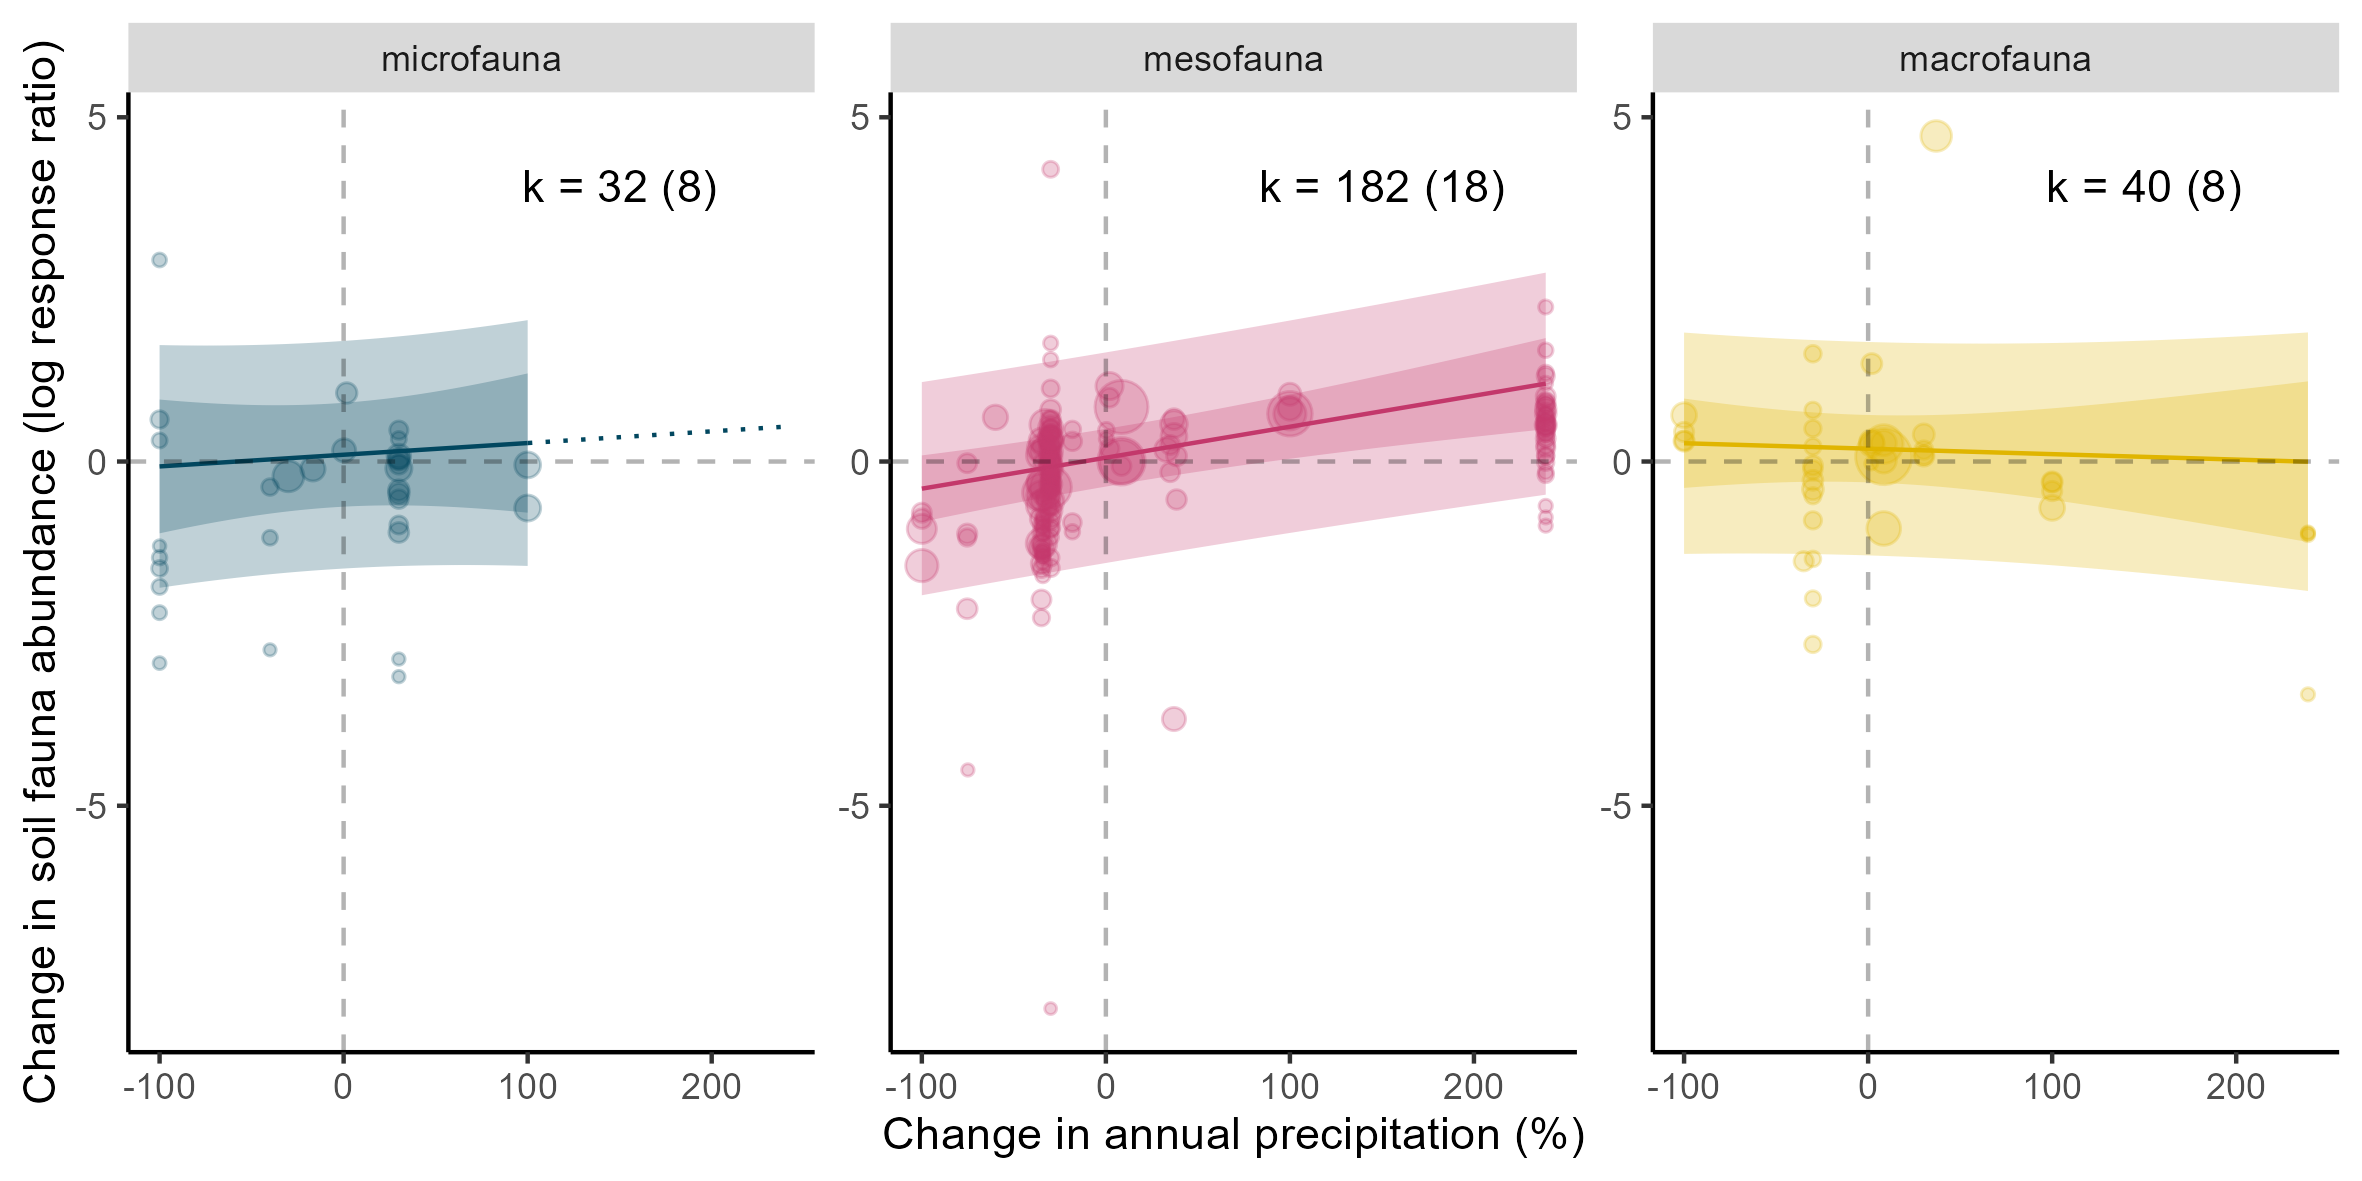 microfauna
mesofauna
macrofauna
Change in soil fauna abundance (log response ratio)
5
0
-5
k = 32 (8)
-100
0
100
200
5
0
-5
k = 182 (18)
-100
0
100
200
5
0
-5
k = 40 (8)
-100
0
100
200
Change in annual precipitation (%)